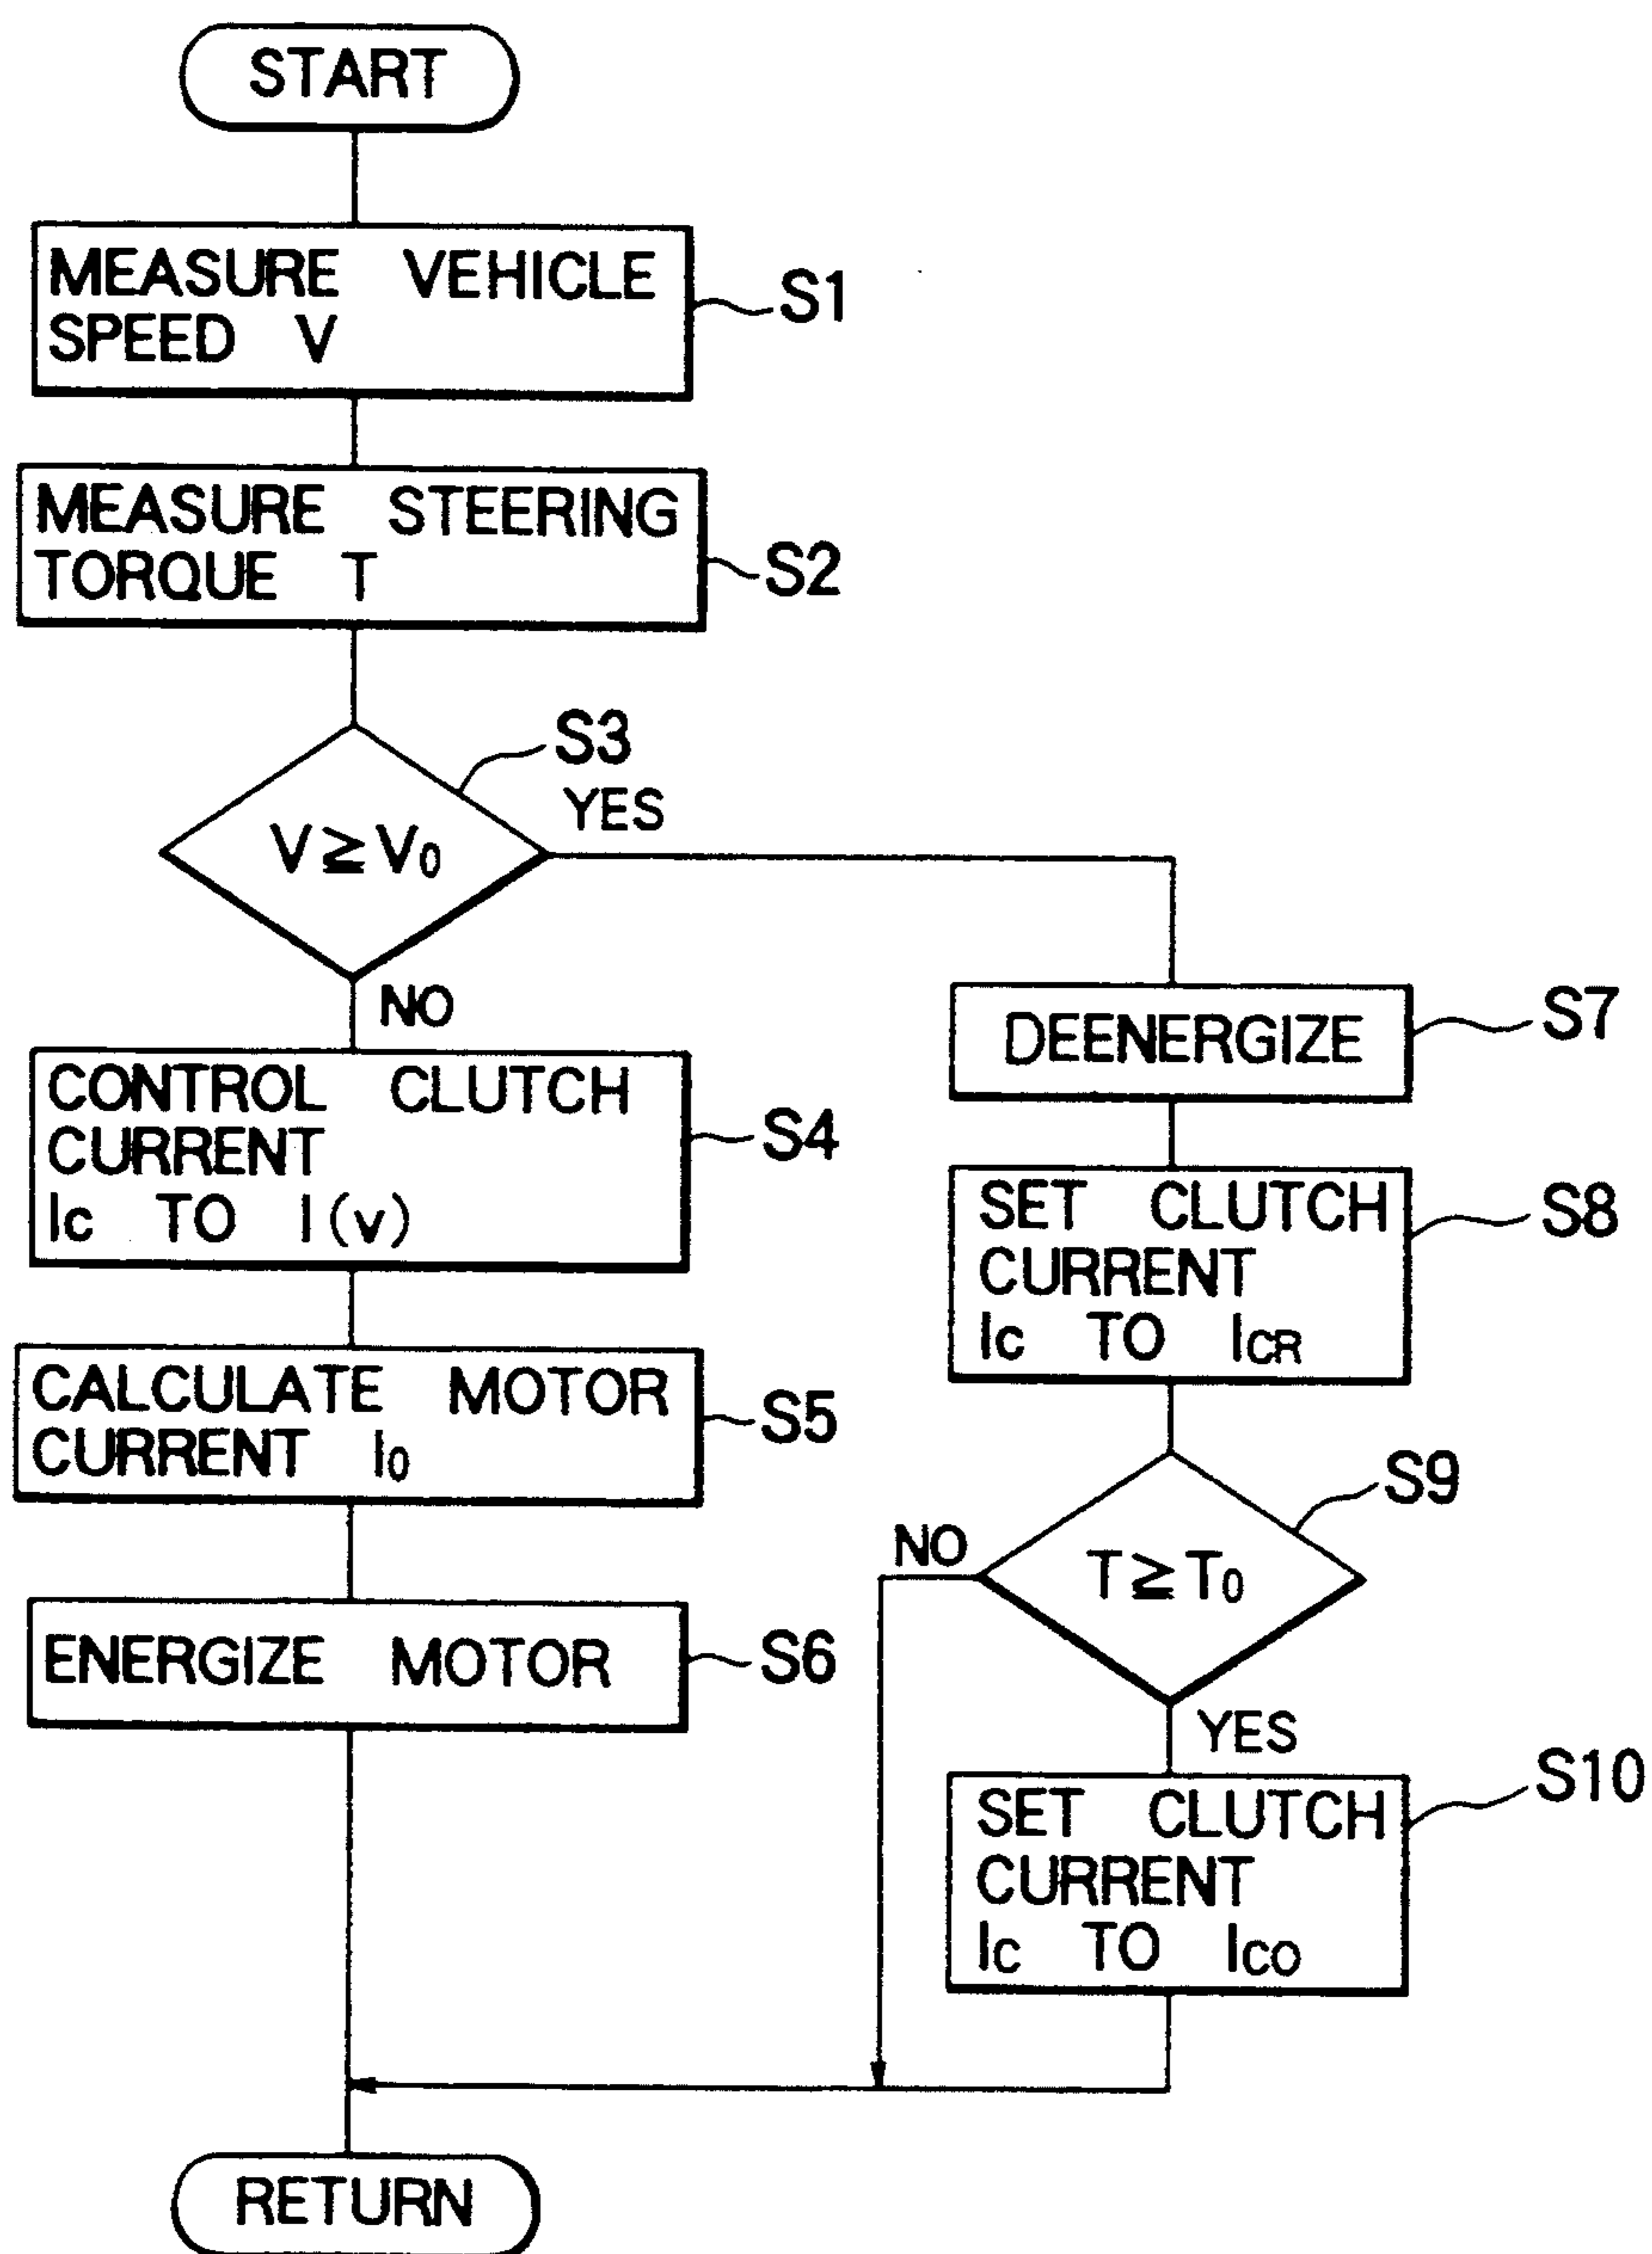 START
MEASURE VEHICLE
SPEED V
S1
MEASURE STEERING
TORQUE T
S2
S3
YES
V≧V0
NO
CONTROL CLUTCH
CURRENT
Ic TO I(v)
S4
CALCULATE MOTOR
CURRENT I0
S5
ENERGIZE MOTOR
S6
DEENERGIZE
S7
SET CLUTCH
CURRENT
Ic TO ICR
S8
S9
NO
T≧T0
YES
SET CLUTCH
CURRENT
Ic TO ICO
S10
RETURN